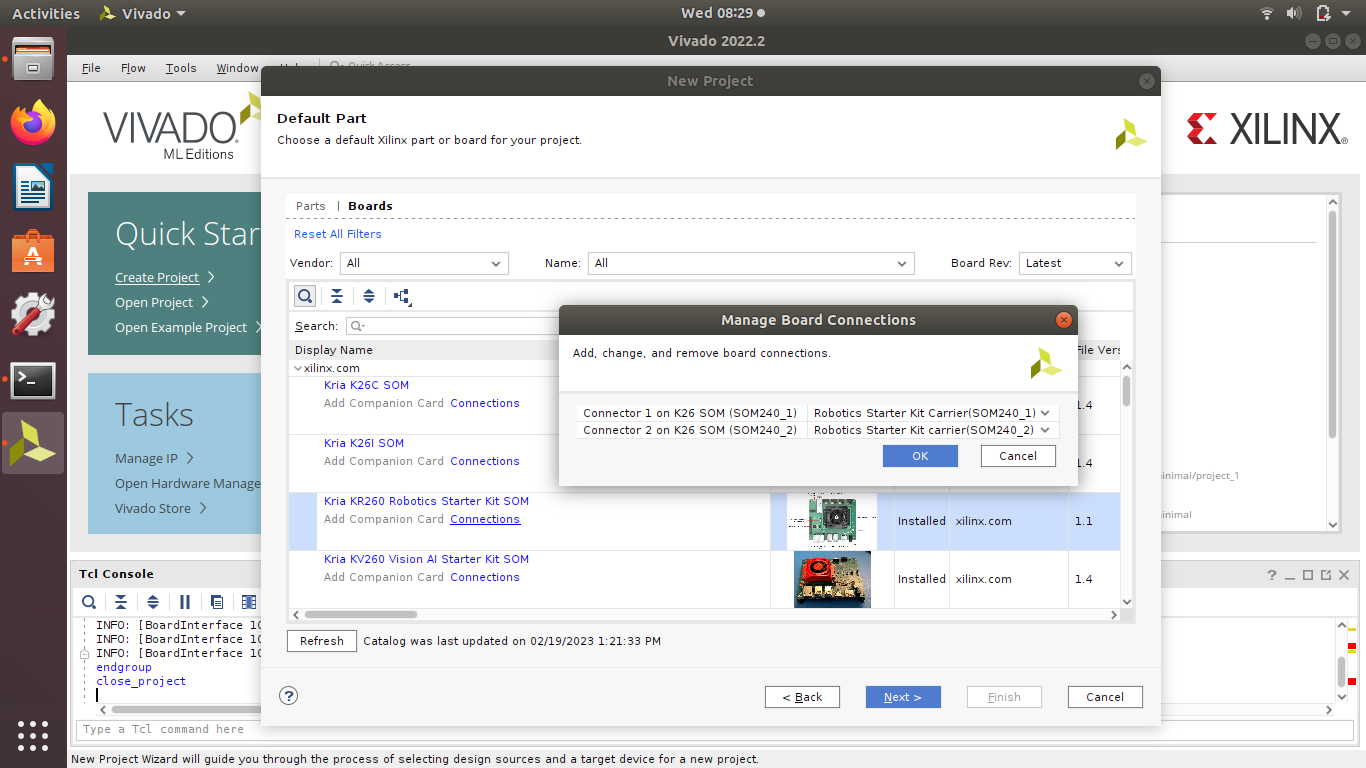 Activities
Vivado
Wed 08:29
Vivado 2022.2
File Flow Tools Window Help Quick Access
New Project
VIVADO
ML Editions
XILINX
Default Part
Choose a default Xilinx part or board for your project.
Quick Star
Create Project
Open Project
Open Example Project
Tasks
Manage IP
Open Hardware Manage
Vivado Store
Parts | Boards
Reset All Filters
Vendor: All
Name: All
Board Rev: Latest
Search:
Display Name
File Vers
xilinx.com
Kria K26C SOM
Add Companion Card Connections
1.4
Kria K26I SOM
Add Companion Card Connections
1.4
Kria KR260 Robotics Starter Kit SOM
Add Companion Card Connections
Installed xilinx.com 1.1
Kria KV260 Vision AI Starter Kit SOM
Add Companion Card Connections
Installed xilinx.com 1.4
Manage Board Connections
Add, change, and remove board connections.
Connector 1 on K26 SOM (SOM240_1) Robotics Starter Kit Carrier(SOM240_1)
Connector 2 on K26 SOM (SOM240_2) Robotics Starter Kit carrier(SOM240_2)
OK
Cancel
inimal/project_1
inimal
Refresh
Catalog was last updated on 02/19/2023 1:21:33 PM
?
< Back
Next >
Finish
Cancel
Tcl Console
INFO: [BoardInterface 10
INFO: [BoardInterface 10
INFO: [BoardInterface 10
endgroup
close_project
Type a Tcl command here
New Project Wizard will guide you through the process of selecting design sources and a target device for a new project.